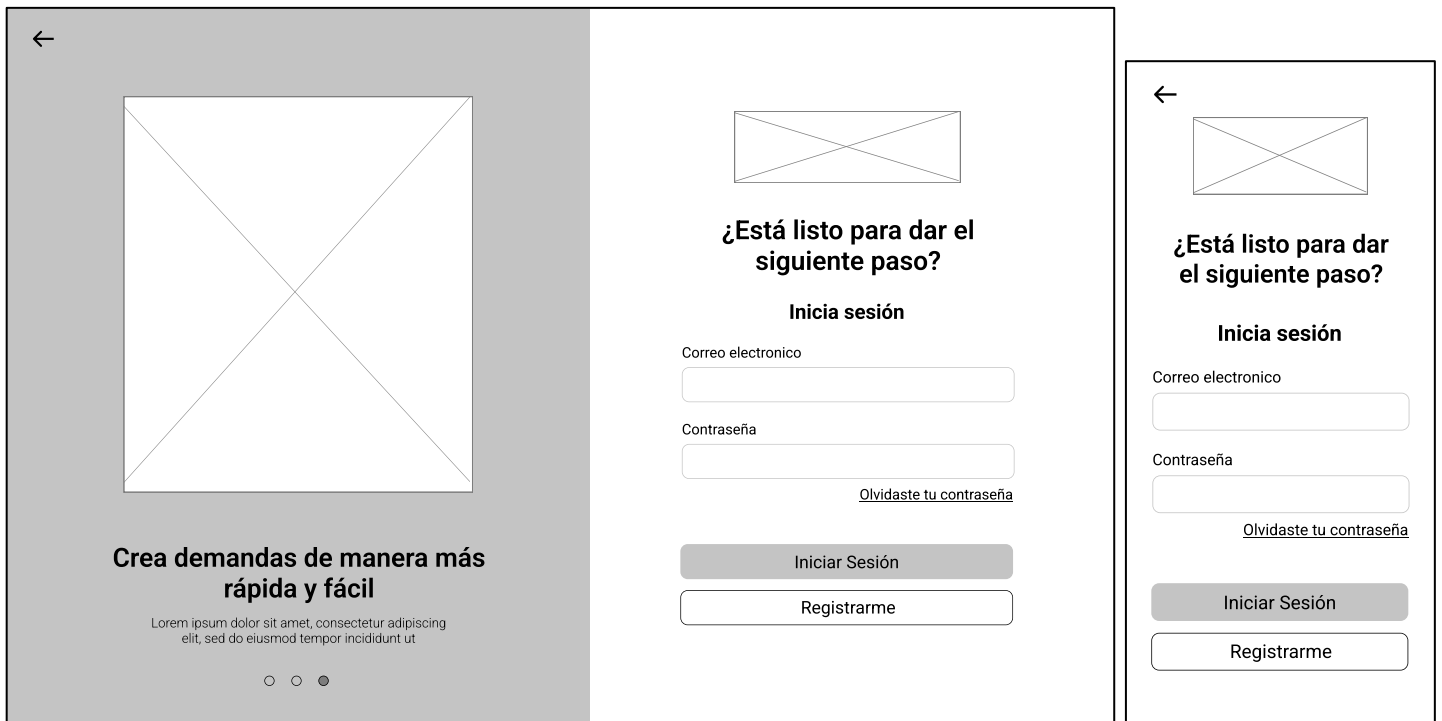 Crea demandas de manera más
rápida y fácil
Lorem ipsum dolor sit amet, consectetur adipiscing
elit, sed do eiusmod tempor incididunt ut
¿Está listo para dar el
siguiente paso?
Inicia sesión
Correo electronico
Contraseña
Olvidaste tu contraseña
Iniciar Sesión
Registrarme
¿Está listo para dar
el siguiente paso?
Inicia sesión
Correo electronico
Contraseña
Olvidaste tu contraseña
Iniciar Sesión
Registrarme